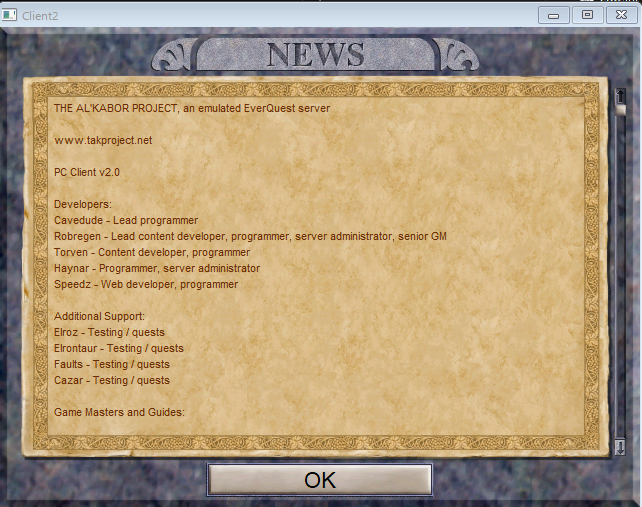 Client2
NEWS
THE AL'KABOR PROJECT, an emulated EverQuest server
www.takproject.net
PC Client v2.0
Developers:
Cavedude - Lead programmer
Robregen - Lead content developer, programmer, server administrator, senior GM
Torven - Content developer, programmer
Haynar - Programmer, server administrator
Speedz - Web developer, programmer
Additional Support:
Elroz - Testing / quests
Elrontaur - Testing / quests
Faults - Testing / quests
Cazar - Testing / quests
Game Masters and Guides:
OK